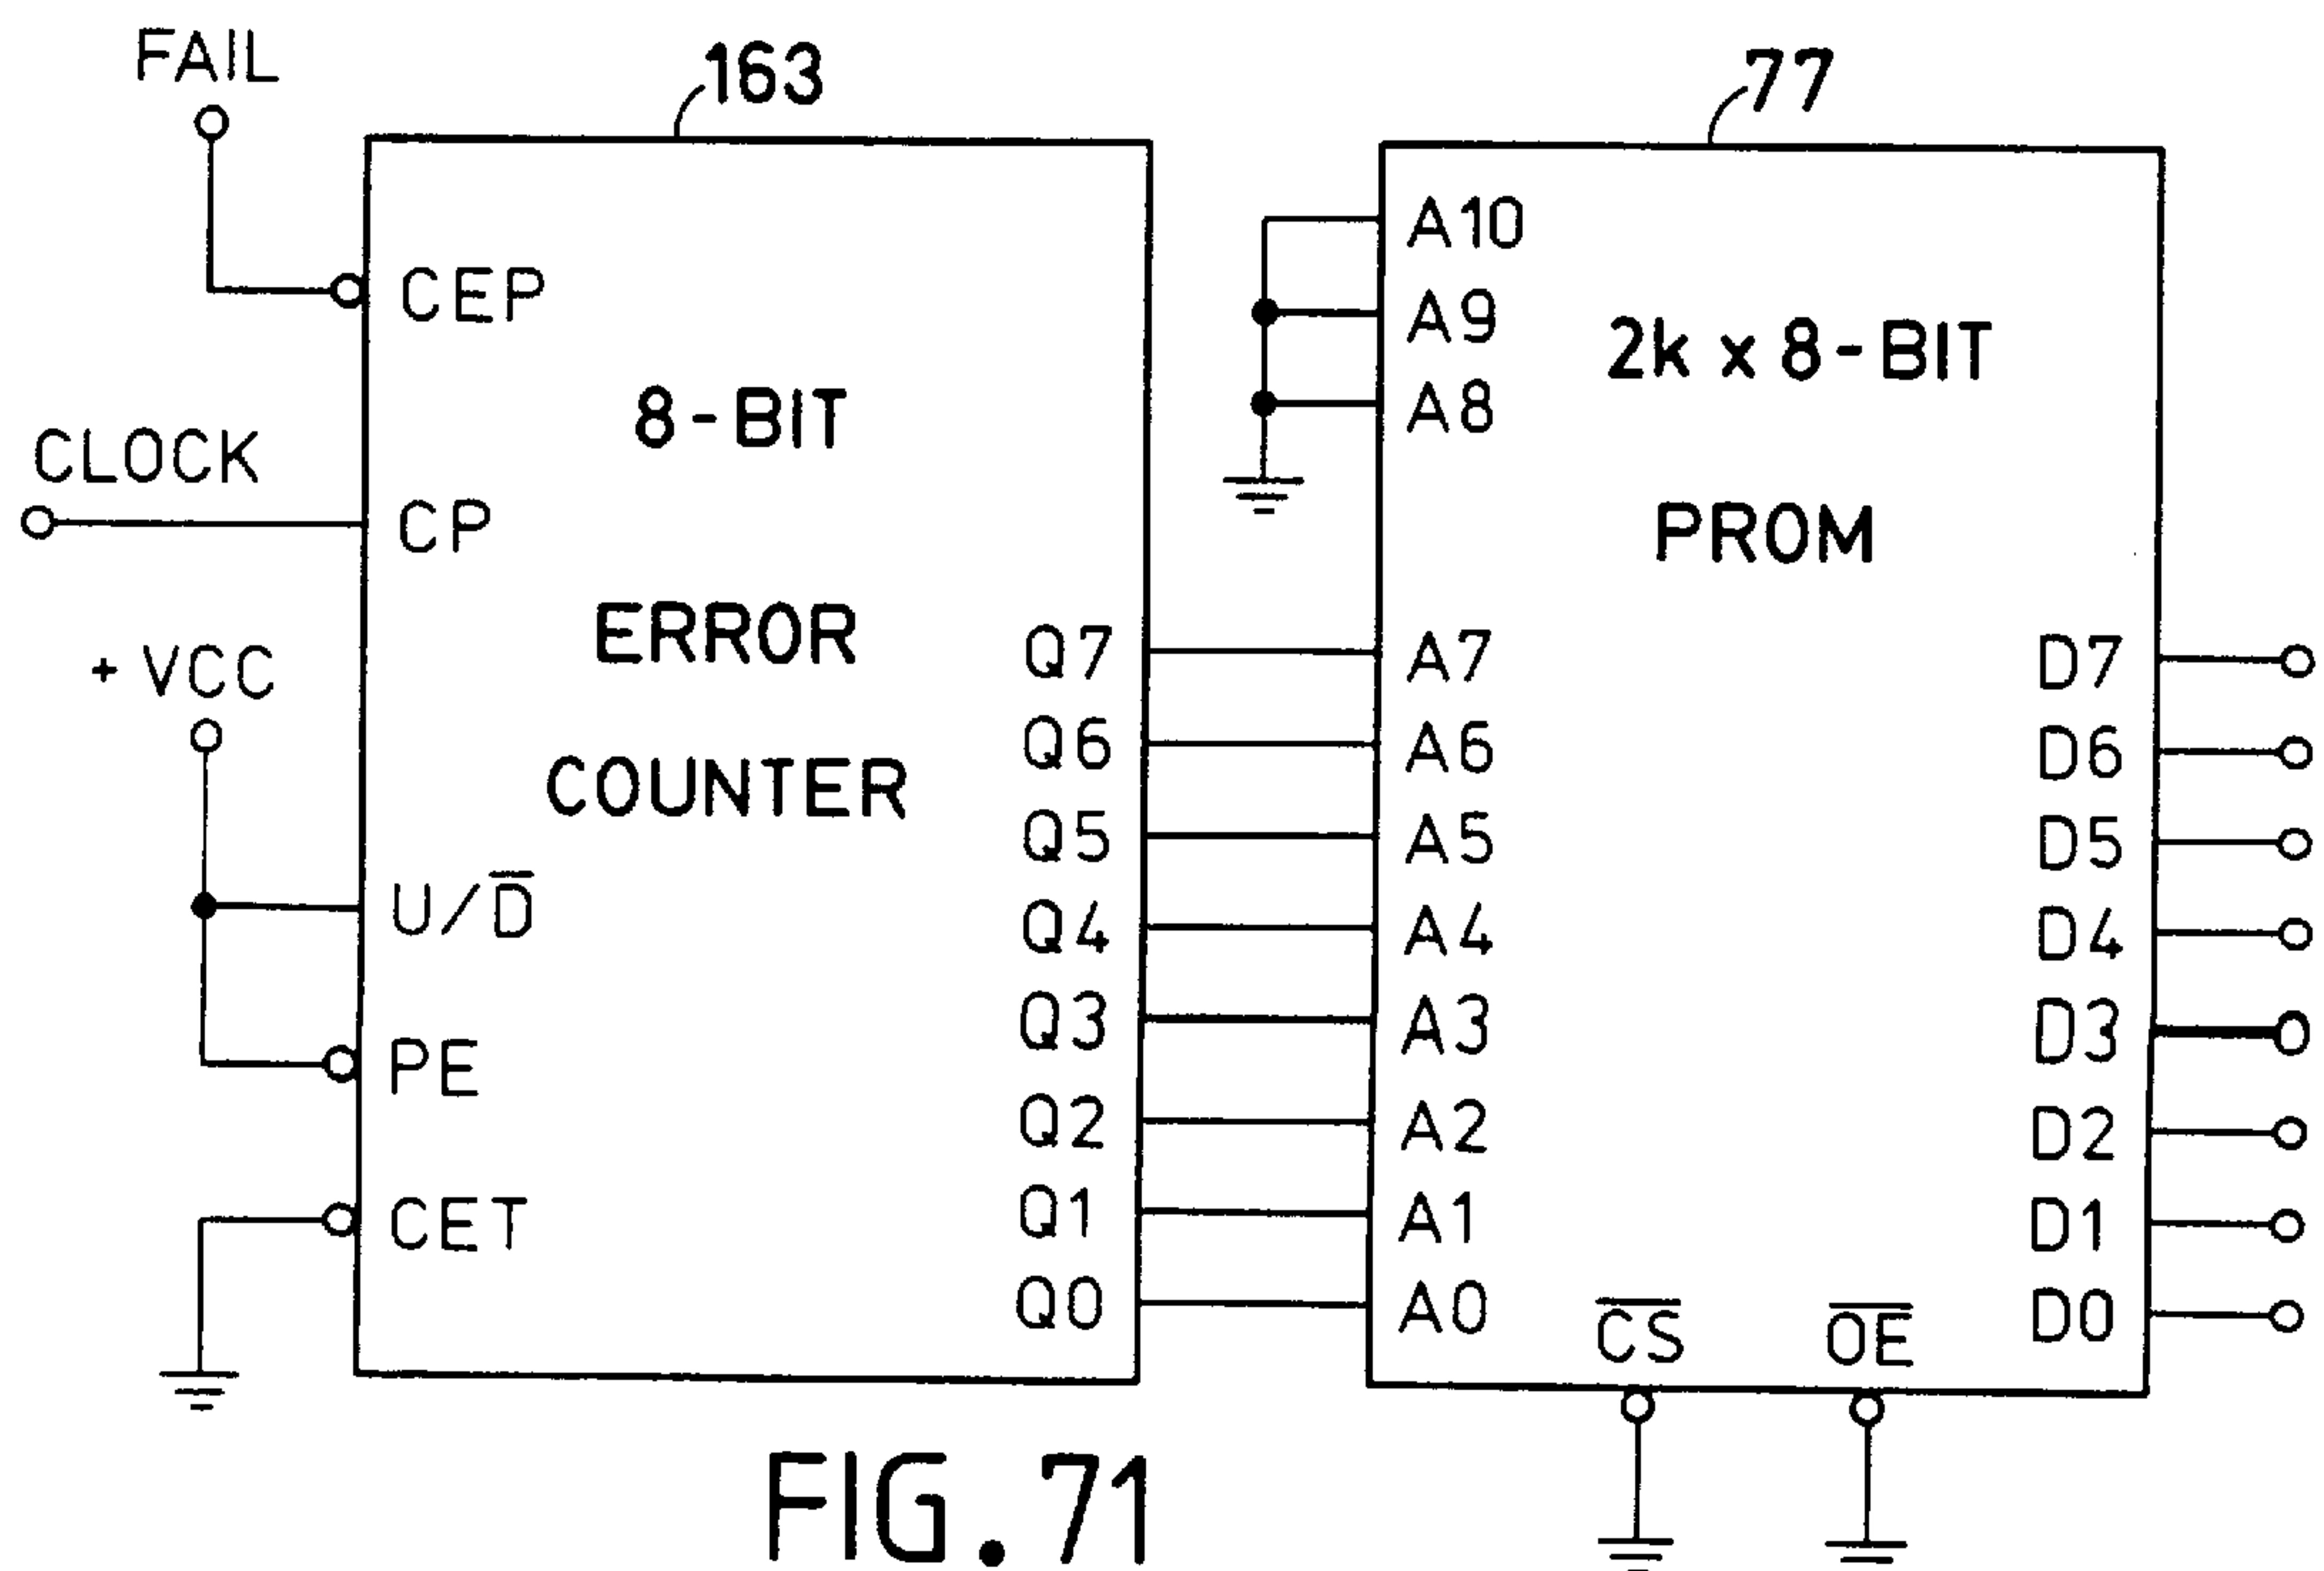 FAIL
163
77
CEP
CLOCK
CP
+ VCC
U/D̅
PE
CET
8-BIT
ERROR
COUNTER
Q7
Q6
Q5
Q4
Q3
Q2
Q1
Q0
A10
A9
A8
A7
A6
A5
A4
A3
A2
A1
A0
2k x 8-BIT
PROM
C̅S̅
O̅E̅
D7
D6
D5
D4
D3
D2
D1
D0
FIG. 71